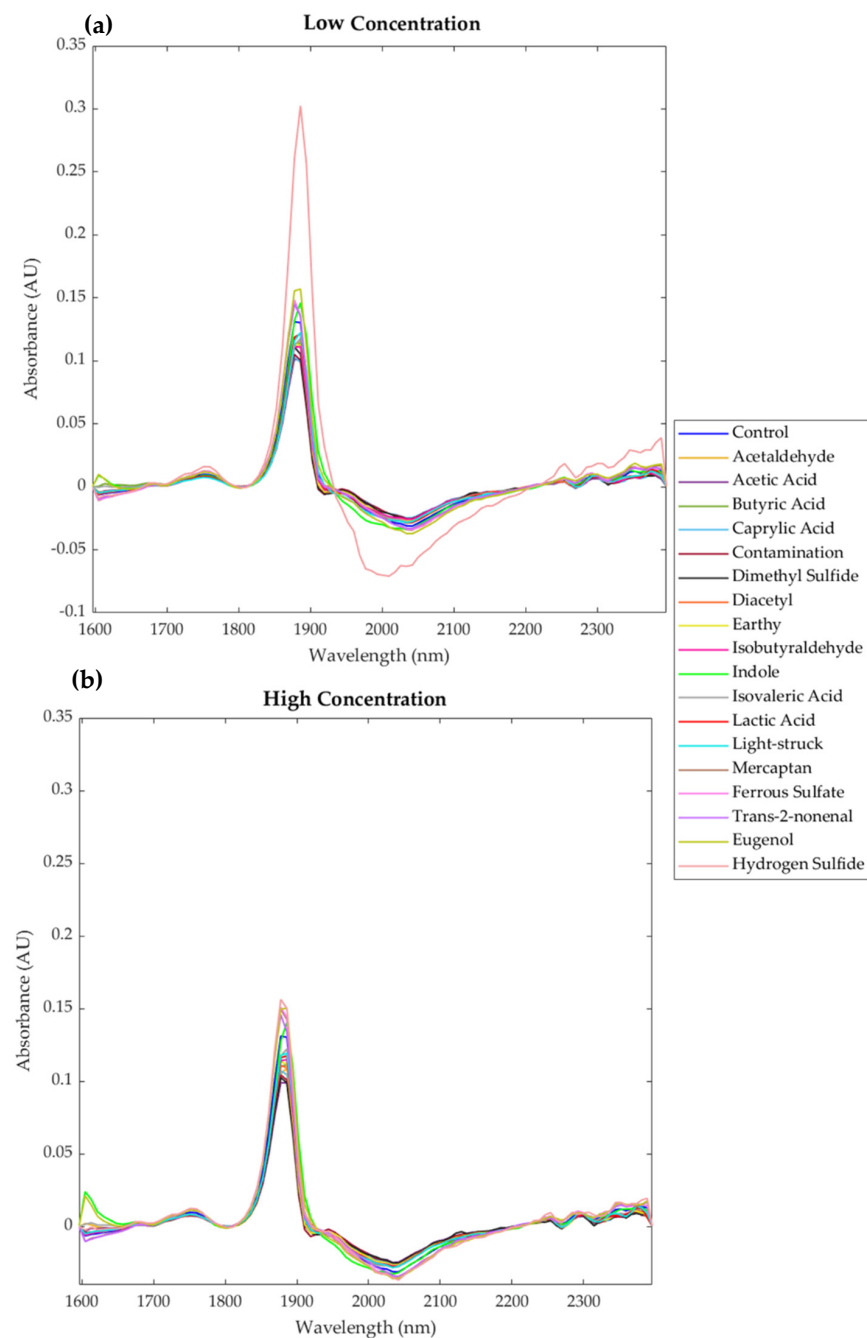 (a)
Low Concentration
0.35
0.3
0.25
0.2
0.15
0.1
0.05
0
-0.05
-0.1
Absorbance (AU)
1600 1700 1800 1900 2000 2100 2200 2300
Wavelength (nm)
Control
Acetaldehyde
Acetic Acid
Butyric Acid
Caprylic Acid
Contamination
Dimethyl Sulfide
Diacetyl
Earthy
Isobutyraldehyde
Indole
Isovaleric Acid
Lactic Acid
Light-struck
Mercaptan
Ferrous Sulfate
Trans-2-nonenal
Eugenol
Hydrogen Sulfide
(b)
High Concentration
0.35
0.3
0.25
0.2
0.15
0.1
0.05
0
Absorbance (AU)
1600 1700 1800 1900 2000 2100 2200 2300
Wavelength (nm)